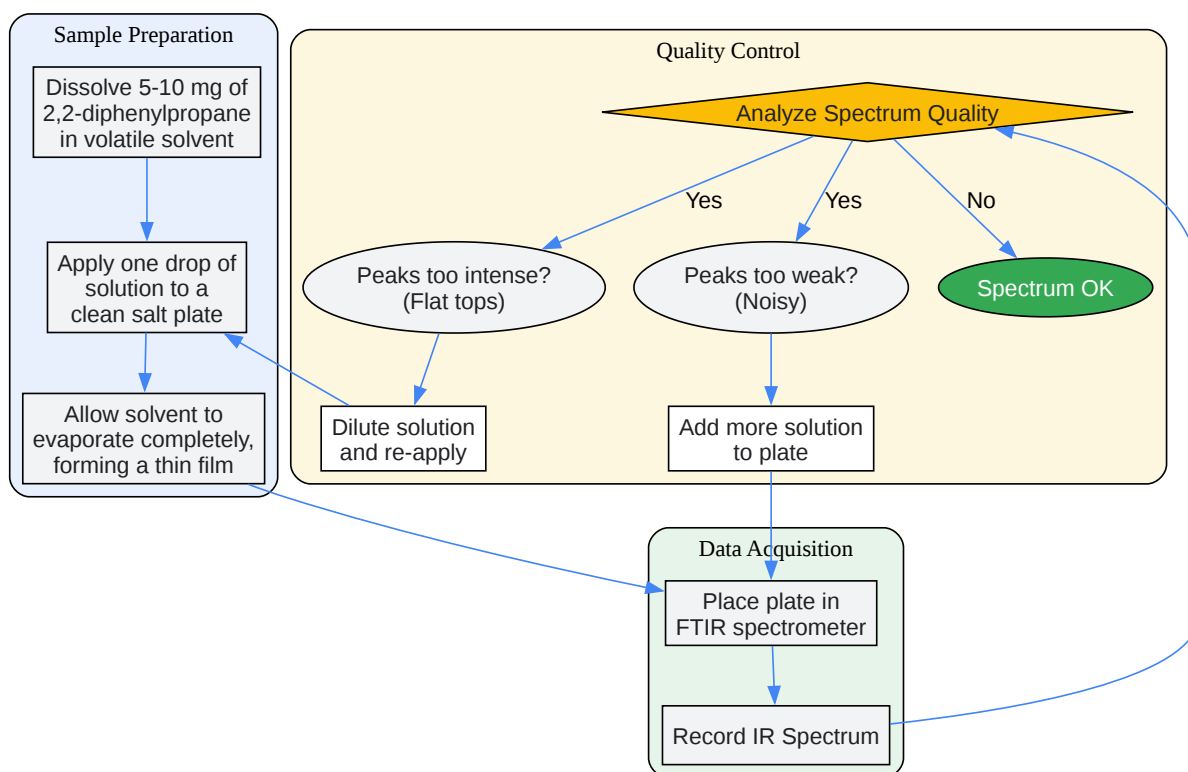 Sample Preparation
Dissolve 5-10 mg of
2,2-diphenylpropane
in volatile solvent
Apply one drop of
solution to a
clean salt plate
Allow solvent to
evaporate completely,
forming a thin film
Quality Control
Analyze Spectrum Quality
Yes
Yes
No
Peaks too intense?
(Flat tops)
Peaks too weak?
(Noisy)
Spectrum OK
Dilute solution
and re-apply
Add more solution
to plate
Data Acquisition
Place plate in
FTIR spectrometer
Record IR Spectrum